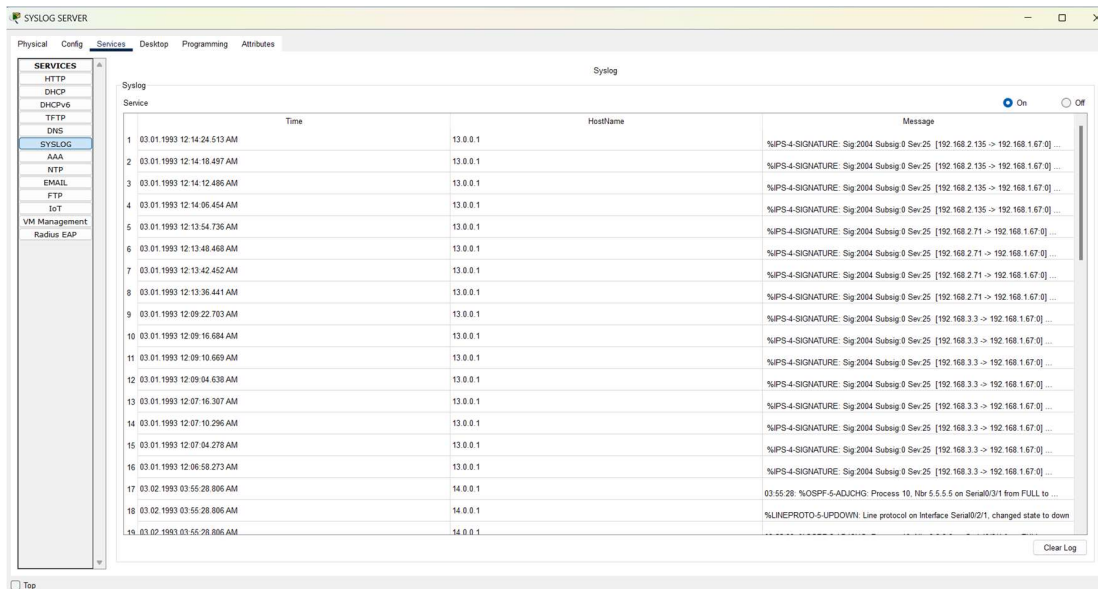 SYSLOG SERVER
Physical Config Services Desktop Programming Attributes
SERVICES
HTTP
DHCP
DHCPv6
TFTP
DNS
SYSLOG
AAA
NTP
EMAIL
FTP
IoT
VM Management
Radius EAP
Syslog
Syslog
Service On Off
Time HostName Message
1 03.01.1993 12:14:24.513 AM 13.0.0.1 %IPS-4-SIGNATURE: Sig:2004 Subsig:0 Sev:25 [192.168.2.135 -> 192.168.1.67:0] ...
2 03.01.1993 12:14:18.497 AM 13.0.0.1 %IPS-4-SIGNATURE: Sig:2004 Subsig:0 Sev:25 [192.168.2.135 -> 192.168.1.67:0] ...
3 03.01.1993 12:14:12.486 AM 13.0.0.1 %IPS-4-SIGNATURE: Sig:2004 Subsig:0 Sev:25 [192.168.2.135 -> 192.168.1.67:0] ...
4 03.01.1993 12:14:06.454 AM 13.0.0.1 %IPS-4-SIGNATURE: Sig:2004 Subsig:0 Sev:25 [192.168.2.135 -> 192.168.1.67:0] ...
5 03.01.1993 12:13:54.736 AM 13.0.0.1 %IPS-4-SIGNATURE: Sig:2004 Subsig:0 Sev:25 [192.168.2.71 -> 192.168.1.67:0] ...
6 03.01.1993 12:13:48.468 AM 13.0.0.1 %IPS-4-SIGNATURE: Sig:2004 Subsig:0 Sev:25 [192.168.2.71 -> 192.168.1.67:0] ...
7 03.01.1993 12:13:42.452 AM 13.0.0.1 %IPS-4-SIGNATURE: Sig:2004 Subsig:0 Sev:25 [192.168.2.71 -> 192.168.1.67:0] ...
8 03.01.1993 12:13:36.441 AM 13.0.0.1 %IPS-4-SIGNATURE: Sig:2004 Subsig:0 Sev:25 [192.168.2.71 -> 192.168.1.67:0] ...
9 03.01.1993 12:09:22.703 AM 13.0.0.1 %IPS-4-SIGNATURE: Sig:2004 Subsig:0 Sev:25 [192.168.3.3 -> 192.168.1.67:0] ...
10 03.01.1993 12:09:16.684 AM 13.0.0.1 %IPS-4-SIGNATURE: Sig:2004 Subsig:0 Sev:25 [192.168.3.3 -> 192.168.1.67:0] ...
11 03.01.1993 12:09:10.669 AM 13.0.0.1 %IPS-4-SIGNATURE: Sig:2004 Subsig:0 Sev:25 [192.168.3.3 -> 192.168.1.67:0] ...
12 03.01.1993 12:09:04.638 AM 13.0.0.1 %IPS-4-SIGNATURE: Sig:2004 Subsig:0 Sev:25 [192.168.3.3 -> 192.168.1.67:0] ...
13 03.01.1993 12:07:16.307 AM 13.0.0.1 %IPS-4-SIGNATURE: Sig:2004 Subsig:0 Sev:25 [192.168.3.3 -> 192.168.1.67:0] ...
14 03.01.1993 12:07:10.296 AM 13.0.0.1 %IPS-4-SIGNATURE: Sig:2004 Subsig:0 Sev:25 [192.168.3.3 -> 192.168.1.67:0] ...
15 03.01.1993 12:07:04.278 AM 13.0.0.1 %IPS-4-SIGNATURE: Sig:2004 Subsig:0 Sev:25 [192.168.3.3 -> 192.168.1.67:0] ...
16 03.01.1993 12:06:58.273 AM 13.0.0.1 %IPS-4-SIGNATURE: Sig:2004 Subsig:0 Sev:25 [192.168.3.3 -> 192.168.1.67:0] ...
17 03.02.1993 03:55:28.806 AM 14.0.0.1 03:55:28: %OSPF-5-ADJCHG: Process 10, Nbr 5.5.5.5 on Serial0/3/1 from FULL to ...
18 03.02.1993 03:55:28.806 AM 14.0.0.1 %LINEPROTO-5-UPDOWN: Line protocol on Interface Serial0/2/1, changed state to down
19 03.02.1993 03:55:28.806 AM 14.0.0.1
Clear Log
Top